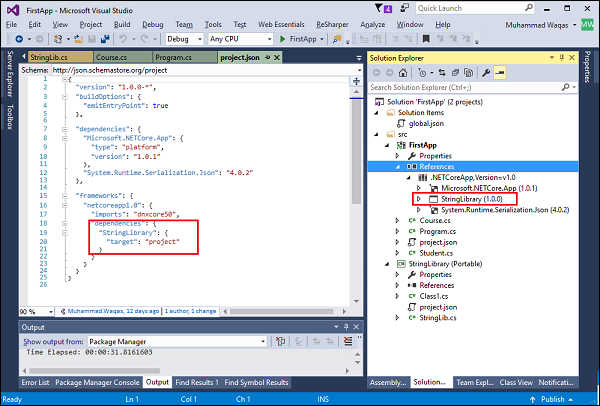 FirstApp - Microsoft Visual Studio
4
Quick Launch
File Edit View Project Build Debug Team Tools Test Web Essentials ReSharper Analyze Window Help
Muhammad Waqas
MW
Debug
Any CPU
FirstApp
Server Explorer
Toolbox
StringLib.cs Course.cs Program.cs project.json
Schema: http://json.schemastore.org/project
1 {
2 "version": "1.0.0-*",
3 "buildOptions": {
4 "emitEntryPoint": true
5 },
6
7 "dependencies": {
8 "Microsoft.NETCore.App": {
9 "type": "platform",
10 "version": "1.0.1"
11 },
12 "System.Runtime.Serialization.Json": "4.0.2"
13 },
14
15 "frameworks": {
16 "netcoreapp1.0": {
17 "imports": "dnxcore50",
18 "dependencies": {
19 "StringLibrary": {
20 "target": "project"
21 }
22 }
23 }
24 }
25 }
26
90 %
Muhammad.Waqas, 12 days ago | 1 author, 1 change
Output
Show output from: Package Manager
Time Elapsed: 00:00:31.8161603
Error List Package Manager Console Output Find Results 1 Find Symbol Results
Solution Explorer
Search Solution Explorer (Ctrl+;)
Solution 'FirstApp' (2 projects)
Solution Items
global.json
src
FirstApp
Properties
References
.NETCoreApp,Version=v1.0
Microsoft.NETCore.App (1.0.1)
StringLibrary (1.0.0)
System.Runtime.Serialization.Json (4.0.2)
Course.cs
Program.cs
project.json
Student.cs
StringLibrary (Portable)
Properties
References
Class1.cs
project.json
StringLib.cs
Assembly... Solution... Team Expl... Class View Notificati...
Properties
Ready
Ln 1
Col 1
Ch 1
INS
Publish